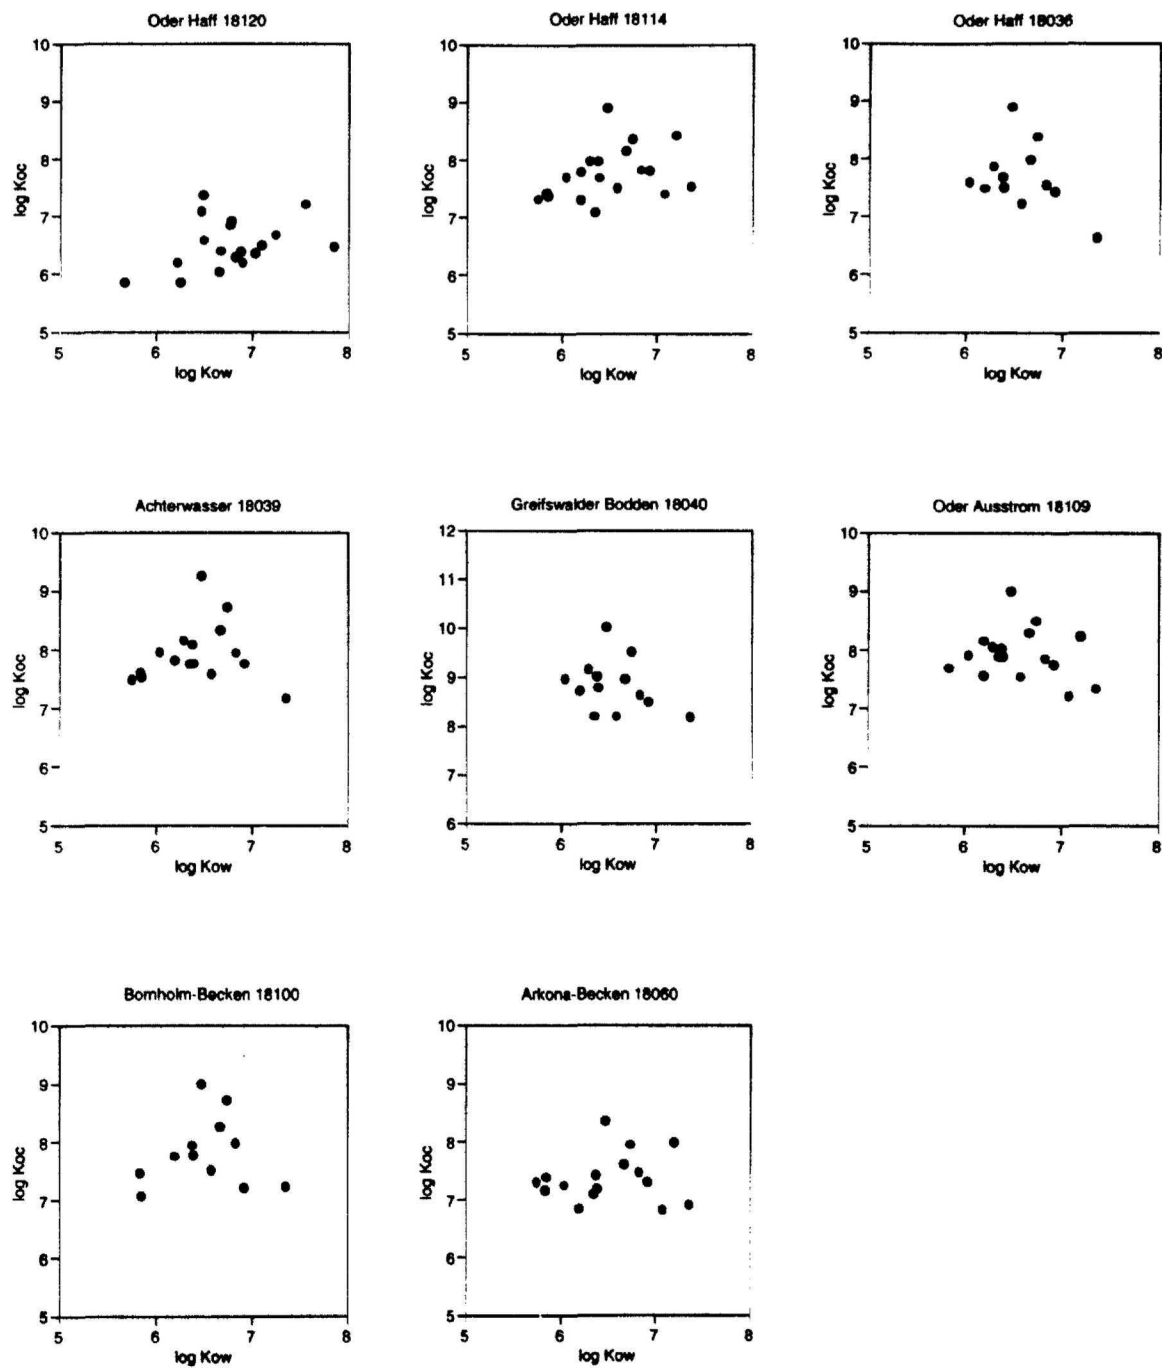 Oder Haff 18120
10
9
8
7
6
5
log Koc
5 6 7 8
log Kow
Oder Haff 18114
10
9
8
7
6
5
log Koc
5 6 7 8
log Kow
Oder Haff 18036
10
9
8
7
6
5
log Koc
5 6 7 8
log Kow
Achterwasser 18039
10
9
8
7
6
5
log Koc
5 6 7 8
log Kow
Greifswalder Bodden 18040
12
11
10
9
8
7
6
log Koc
5 6 7 8
log Kow
Oder Ausstrom 18109
10
9
8
7
6
5
log Koc
5 6 7 8
log Kow
Bornholm-Becken 18100
10
9
8
7
6
5
log Koc
5 6 7 8
log Kow
Arkona-Becken 18060
10
9
8
7
6
5
log Koc
5 6 7 8
log Kow